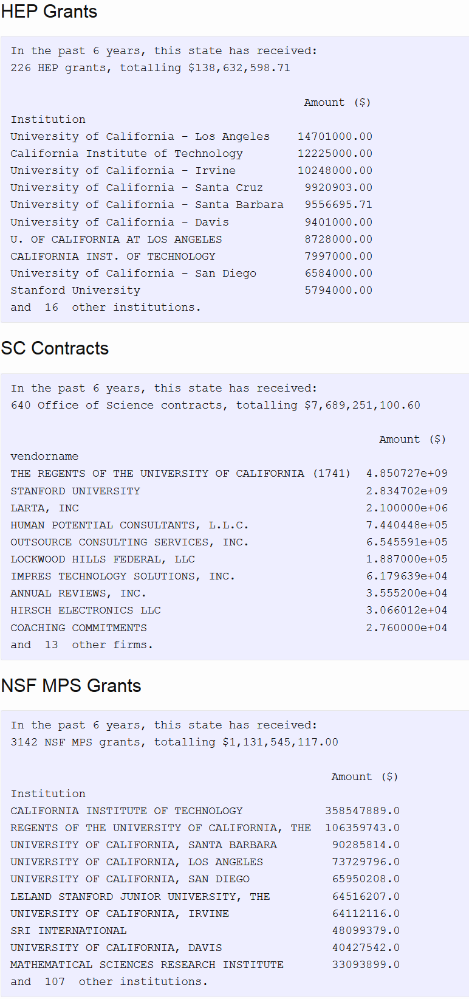 HEP Grants
In the past 6 years, this state has received:
226 HEP grants, totalling $138,632,598.71
Amount ($)
Institution
University of California - Los Angeles 14701000.00
California Institute of Technology 12225000.00
University of California - Irvine 10248000.00
University of California - Santa Cruz 9920903.00
University of California - Santa Barbara 9556695.71
University of California - Davis 9401000.00
U. OF CALIFORNIA AT LOS ANGELES 8728000.00
CALIFORNIA INST. OF TECHNOLOGY 7997000.00
University of California - San Diego 6584000.00
Stanford University 5794000.00
and 16 other institutions.
SC Contracts
In the past 6 years, this state has received:
640 Office of Science contracts, totalling $7,689,251,100.60
Amount ($)
vendorname
THE REGENTS OF THE UNIVERSITY OF CALIFORNIA (1741) 4.850727e+09
STANFORD UNIVERSITY 2.834702e+09
LARTA, INC 2.100000e+06
HUMAN POTENTIAL CONSULTANTS, L.L.C. 7.440448e+05
OUTSOURCE CONSULTING SERVICES, INC. 6.545591e+05
LOCKWOOD HILLS FEDERAL, LLC 1.887000e+05
IMPRES TECHNOLOGY SOLUTIONS, INC. 6.179639e+04
ANNUAL REVIEWS, INC. 3.555200e+04
HIRSCH ELECTRONICS LLC 3.066012e+04
COACHING COMMITMENTS 2.760000e+04
and 13 other firms.
NSF MPS Grants
In the past 6 years, this state has received:
3142 NSF MPS grants, totalling $1,131,545,117.00
Amount ($)
Institution
CALIFORNIA INSTITUTE OF TECHNOLOGY 358547889.0
REGENTS OF THE UNIVERSITY OF CALIFORNIA, THE 106359743.0
UNIVERSITY OF CALIFORNIA, SANTA BARBARA 90285814.0
UNIVERSITY OF CALIFORNIA, LOS ANGELES 73729796.0
UNIVERSITY OF CALIFORNIA, SAN DIEGO 65950208.0
LELAND STANFORD JUNIOR UNIVERSITY, THE 64516207.0
UNIVERSITY OF CALIFORNIA, IRVINE 64112116.0
SRI INTERNATIONAL 48099379.0
UNIVERSITY OF CALIFORNIA, DAVIS 40427542.0
MATHEMATICAL SCIENCES RESEARCH INSTITUTE 33093899.0
and 107 other institutions.